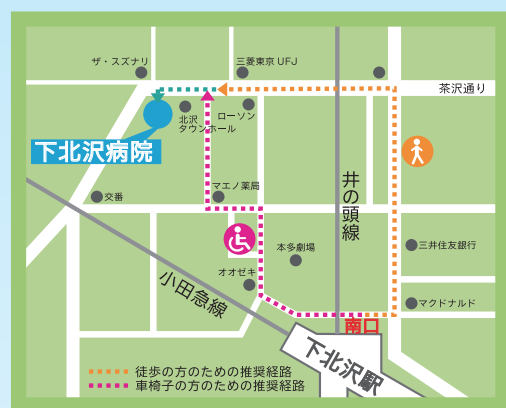 ザ・スズナリ
三菱東京UFJ
茶沢通り
北沢
タウンホール
ローソン
下北沢病院
交番
マエノ薬局
井の頭線
本多劇場
三井住友銀行
オオゼキ
小田急線
マクドナルド
南口
下北沢駅
徒歩の方のための推奨経路
車椅子の方のための推奨経路